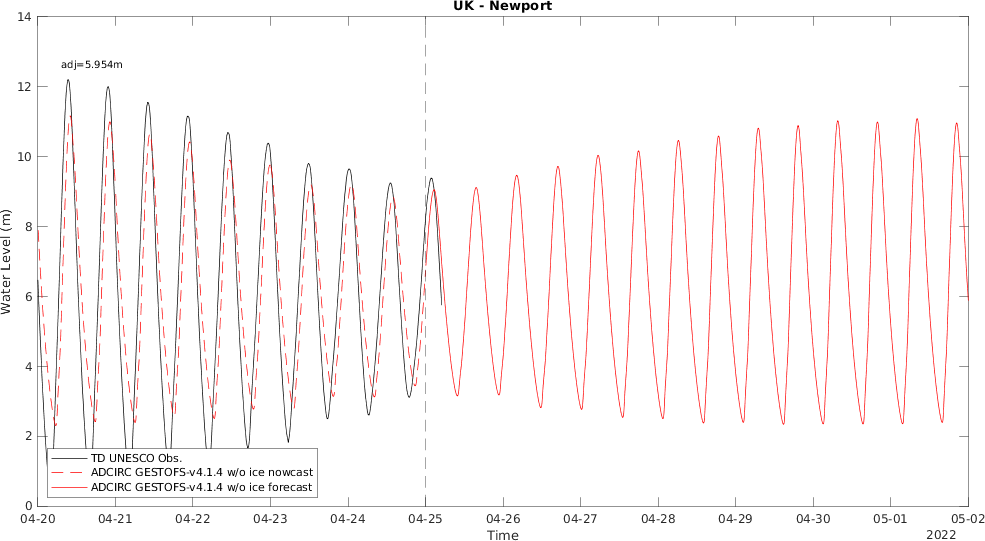 UK - Newport
adj=5.954m
14
12
10
8
6
4
2
0
Water Level (m)
TD UNESCO Obs.
ADCIRC GESTOFS-v4.1.4 w/o ice nowcast
ADCIRC GESTOFS-v4.1.4 w/o ice forecast
04-20 04-21 04-22 04-23 04-24 04-25 04-26 04-27 04-28 04-29 04-30 05-01 05-02
Time
2022